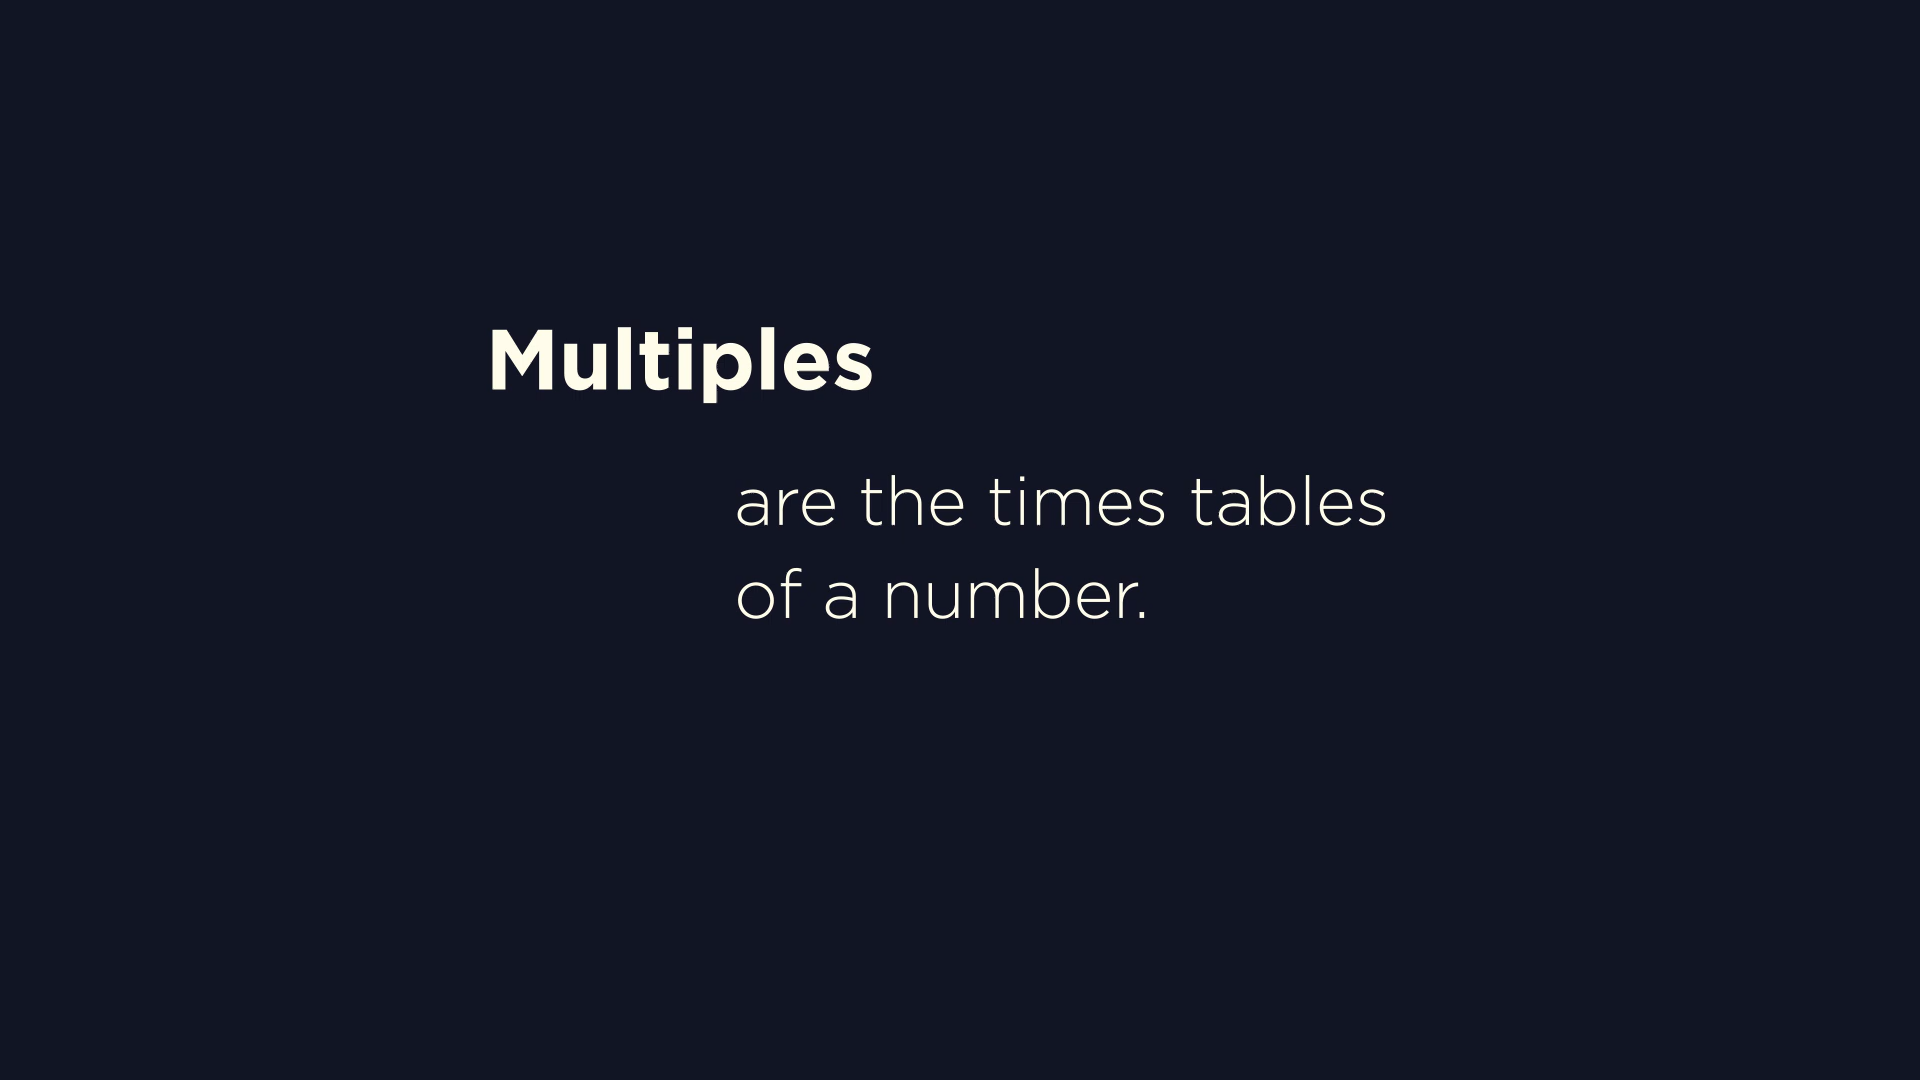 Multiples
are the times tables
of a number.